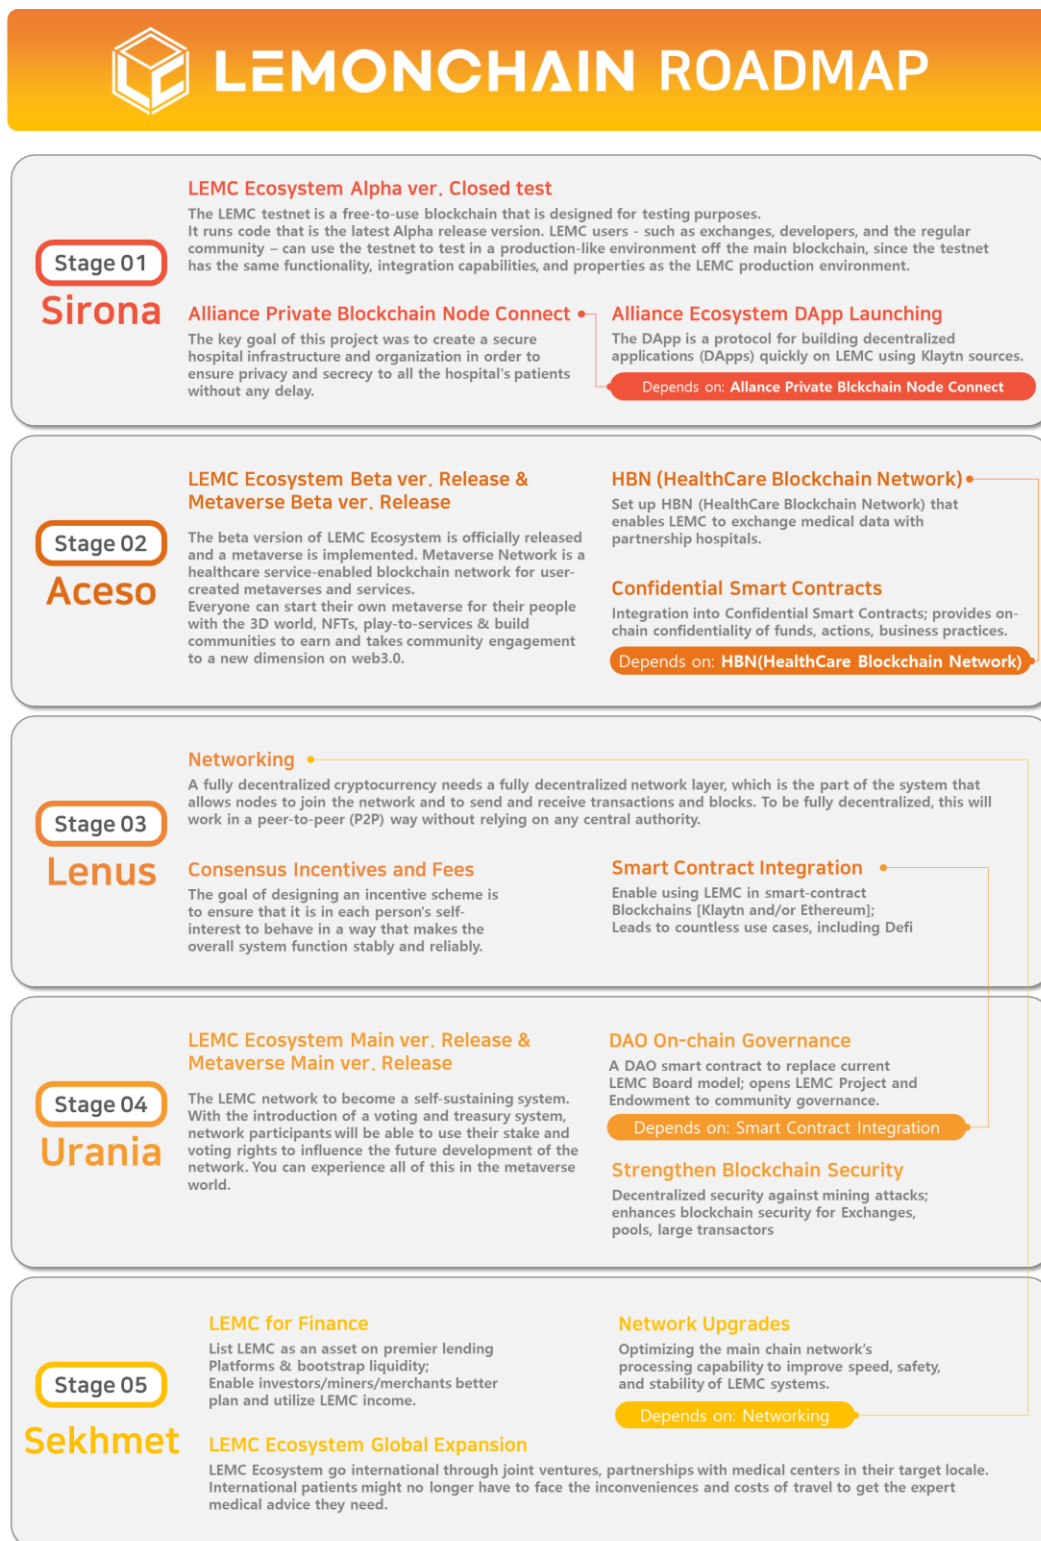 LEMONCHAIN ROADMAP
Stage 01
Sirona
LEMC Ecosystem Alpha ver. Closed test
The LEMC testnet is a free-to-use blockchain that is designed for testing purposes.
It runs code that is the latest Alpha release version. LEMC users - such as exchanges, developers, and the regular
community – can use the testnet to test in a production-like environment off the main blockchain, since the testnet
has the same functionality, integration capabilities, and properties as the LEMC production environment.
Alliance Private Blockchain Node Connect
The key goal of this project was to create a secure
hospital infrastructure and organization in order to
ensure privacy and secrecy to all the hospital's patients
without any delay.
Alliance Ecosystem DApp Launching
The DApp is a protocol for building decentralized
applications (DApps) quickly on LEMC using Klaytn sources.
Depends on: Alliance Private Blckchain Node Connect
Stage 02
Aceso
LEMC Ecosystem Beta ver. Release &
Metaverse Beta ver. Release
The beta version of LEMC Ecosystem is officially released
and a metaverse is implemented. Metaverse Network is a
healthcare service-enabled blockchain network for user-
created metaverses and services.
Everyone can start their own metaverse for their people
with the 3D world, NFTs, play-to-services & build
communities to earn and takes community engagement
to a new dimension on web3.0.
HBN (HealthCare Blockchain Network)
Set up HBN (HealthCare Blockchain Network) that
enables LEMC to exchange medical data with
partnership hospitals.
Confidential Smart Contracts
Integration into Confidential Smart Contracts; provides on-
chain confidentiality of funds, actions, business practices.
Depends on: HBN(HealthCare Blockchain Network)
Stage 03
Lenus
Networking
A fully decentralized cryptocurrency needs a fully decentralized network layer, which is the part of the system that
allows nodes to join the network and to send and receive transactions and blocks. To be fully decentralized, this will
work in a peer-to-peer (P2P) way without relying on any central authority.
Consensus Incentives and Fees
The goal of designing an incentive scheme is
to ensure that it is in each person's self-
interest to behave in a way that makes the
overall system function stably and reliably.
Smart Contract Integration
Enable using LEMC in smart-contract
Blockchains [Klaytn and/or Ethereum];
Leads to countless use cases, including Defi
Stage 04
Urania
LEMC Ecosystem Main ver. Release &
Metaverse Main ver. Release
The LEMC network to become a self-sustaining system.
With the introduction of a voting and treasury system,
network participants will be able to use their stake and
voting rights to influence the future development of the
network. You can experience all of this in the metaverse
world.
DAO On-chain Governance
A DAO smart contract to replace current
LEMC Board model; opens LEMC Project and
Endowment to community governance.
Depends on: Smart Contract Integration
Strengthen Blockchain Security
Decentralized security against mining attacks;
enhances blockchain security for Exchanges,
pools, large transactors
Stage 05
Sekhmet
LEMC for Finance
List LEMC as an asset on premier lending
Platforms & bootstrap liquidity;
Enable investors/miners/merchants better
plan and utilize LEMC income.
Network Upgrades
Optimizing the main chain network's
processing capability to improve speed, safety,
and stability of LEMC systems.
Depends on: Networking
LEMC Ecosystem Global Expansion
LEMC Ecosystem go international through joint ventures, partnerships with medical centers in their target locale.
International patients might no longer have to face the inconveniences and costs of travel to get the expert
medical advice they need.